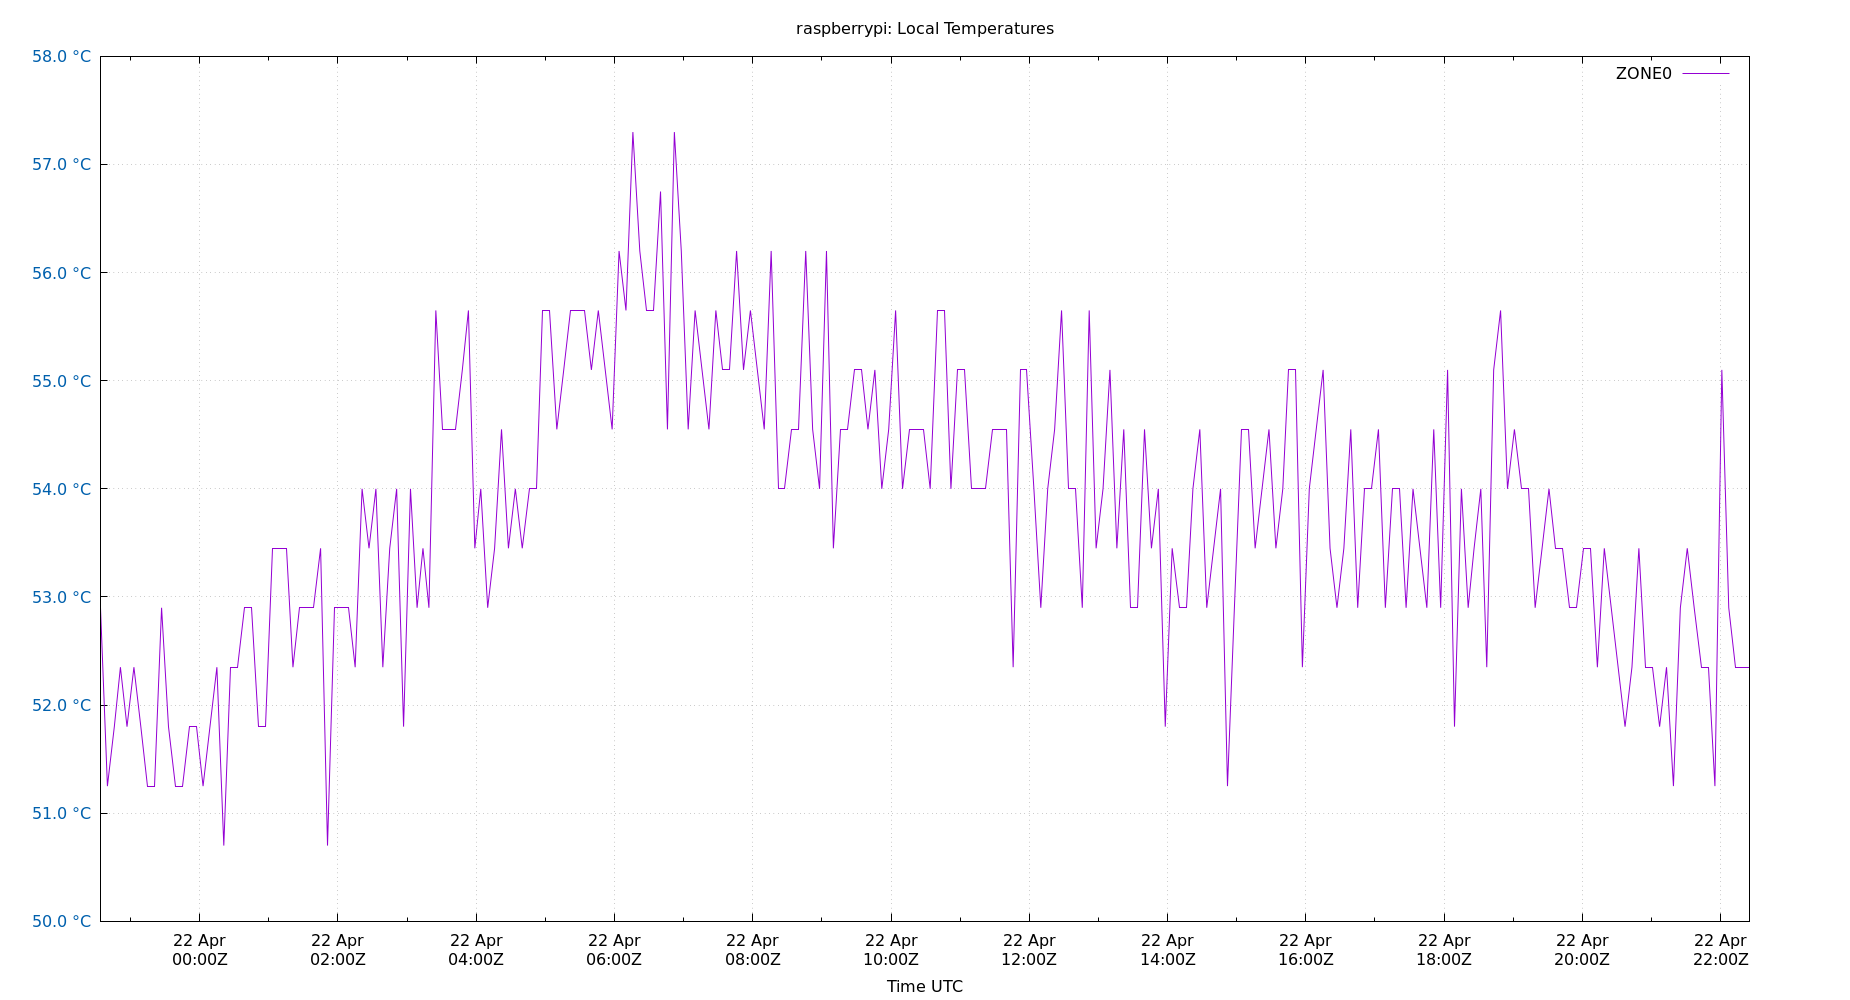 raspberrypi: Local Temperatures
58.0 °C
57.0 °C
56.0 °C
55.0 °C
54.0 °C
53.0 °C
52.0 °C
51.0 °C
50.0 °C
ZONE0
22 Apr 22 Apr 22 Apr 22 Apr 22 Apr 22 Apr 22 Apr 22 Apr 22 Apr 22 Apr 22 Apr 22 Apr
00:00Z 02:00Z 04:00Z 06:00Z 08:00Z 10:00Z 12:00Z 14:00Z 16:00Z 18:00Z 20:00Z 22:00Z
Time UTC